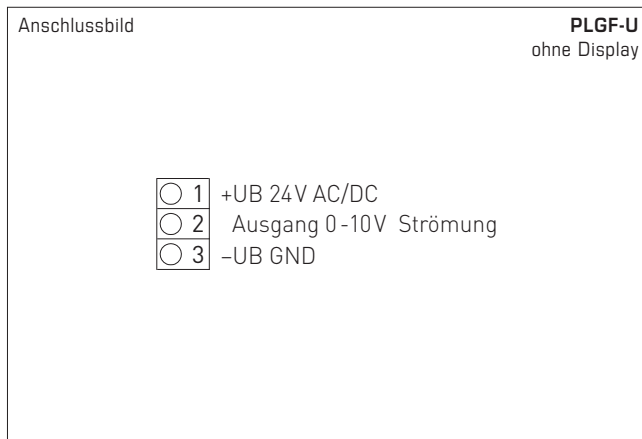 Anschlussbild
PLGF-U
ohne Display
1 +UB 24V AC/DC
2 Ausgang 0-10V Strömung
3 –UB GND